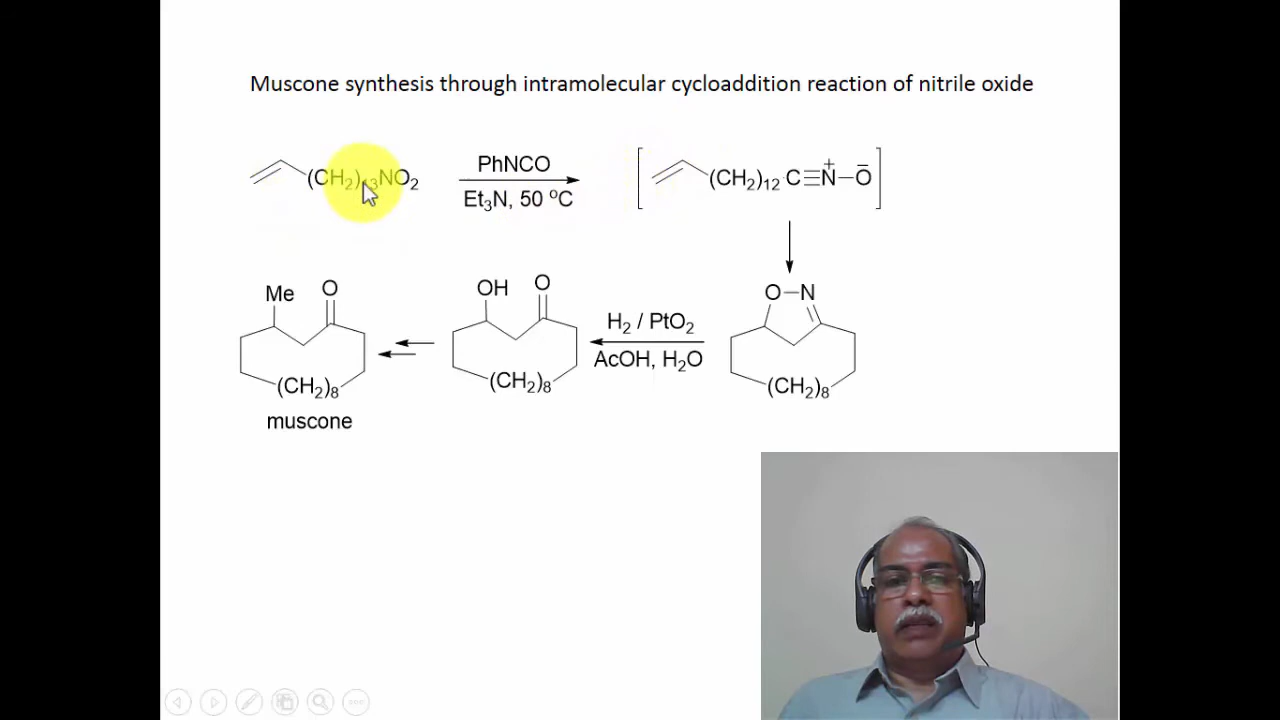 Muscone synthesis through intramolecular cycloaddition reaction of nitrile oxide
(CH₂)₁₃NO₂
PhNCO
Et₃N, 50 ºC
(CH₂)₁₂ C≡N⁺–O⁻
Me O
(CH₂)₈
muscone
OH O
(CH₂)₈
H₂ / PtO₂
AcOH, H₂O
O–N
(CH₂)₈